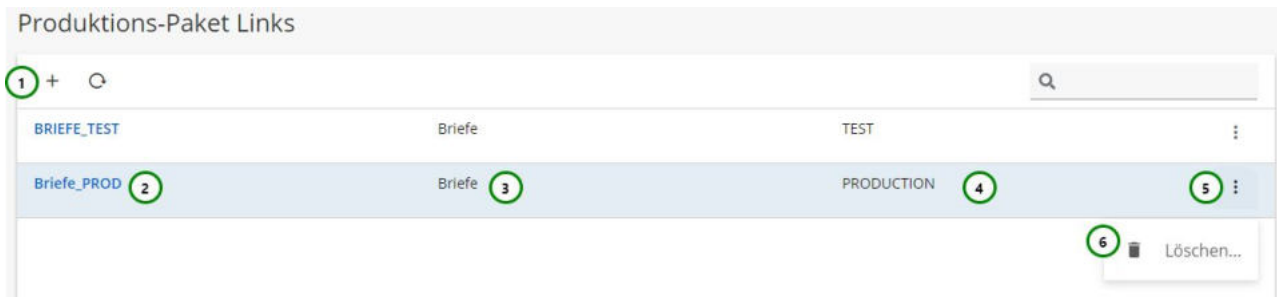 Produktions-Paket Links
1 +
BRIEFE_TEST Briefe TEST
Briefe_PROD 2 Briefe 3 PRODUCTION 4 5
6 Löschen...